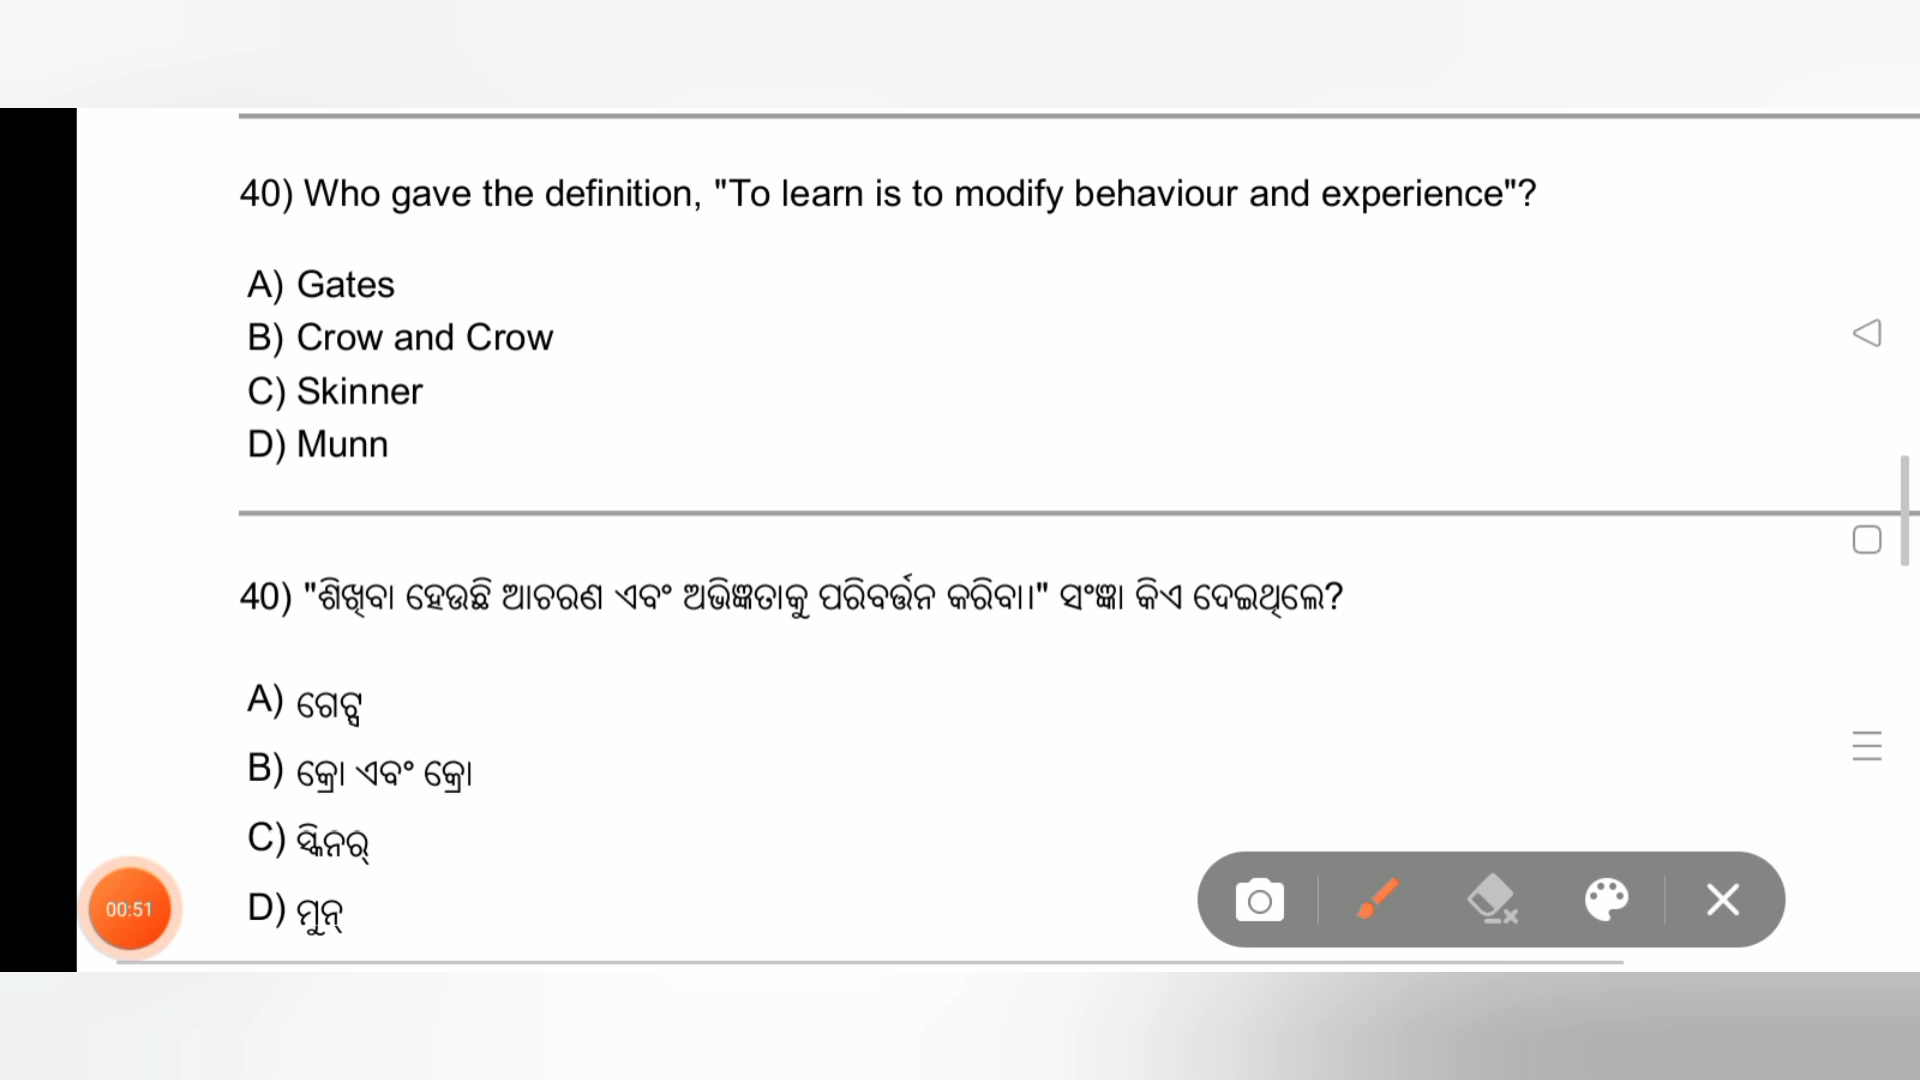 40) Who gave the definition, "To learn is to modify behaviour and experience"?
A) Gates
B) Crow and Crow
C) Skinner
D) Munn
40) "ଶିଖିବା ହେଉଛି ଆଚରଣ ଏବଂ ଅଭିଜ୍ଞତାକୁ ପରିବର୍ତ୍ତନ କରିବା।" ସଂଜ୍ଞା କିଏ ଦେଇଥିଲେ?
A) ଗେଟ୍ସ
B) କ୍ରୋ ଏବଂ କ୍ରୋ
C) ସ୍କିନର୍
D) ମୁନ୍
00:51